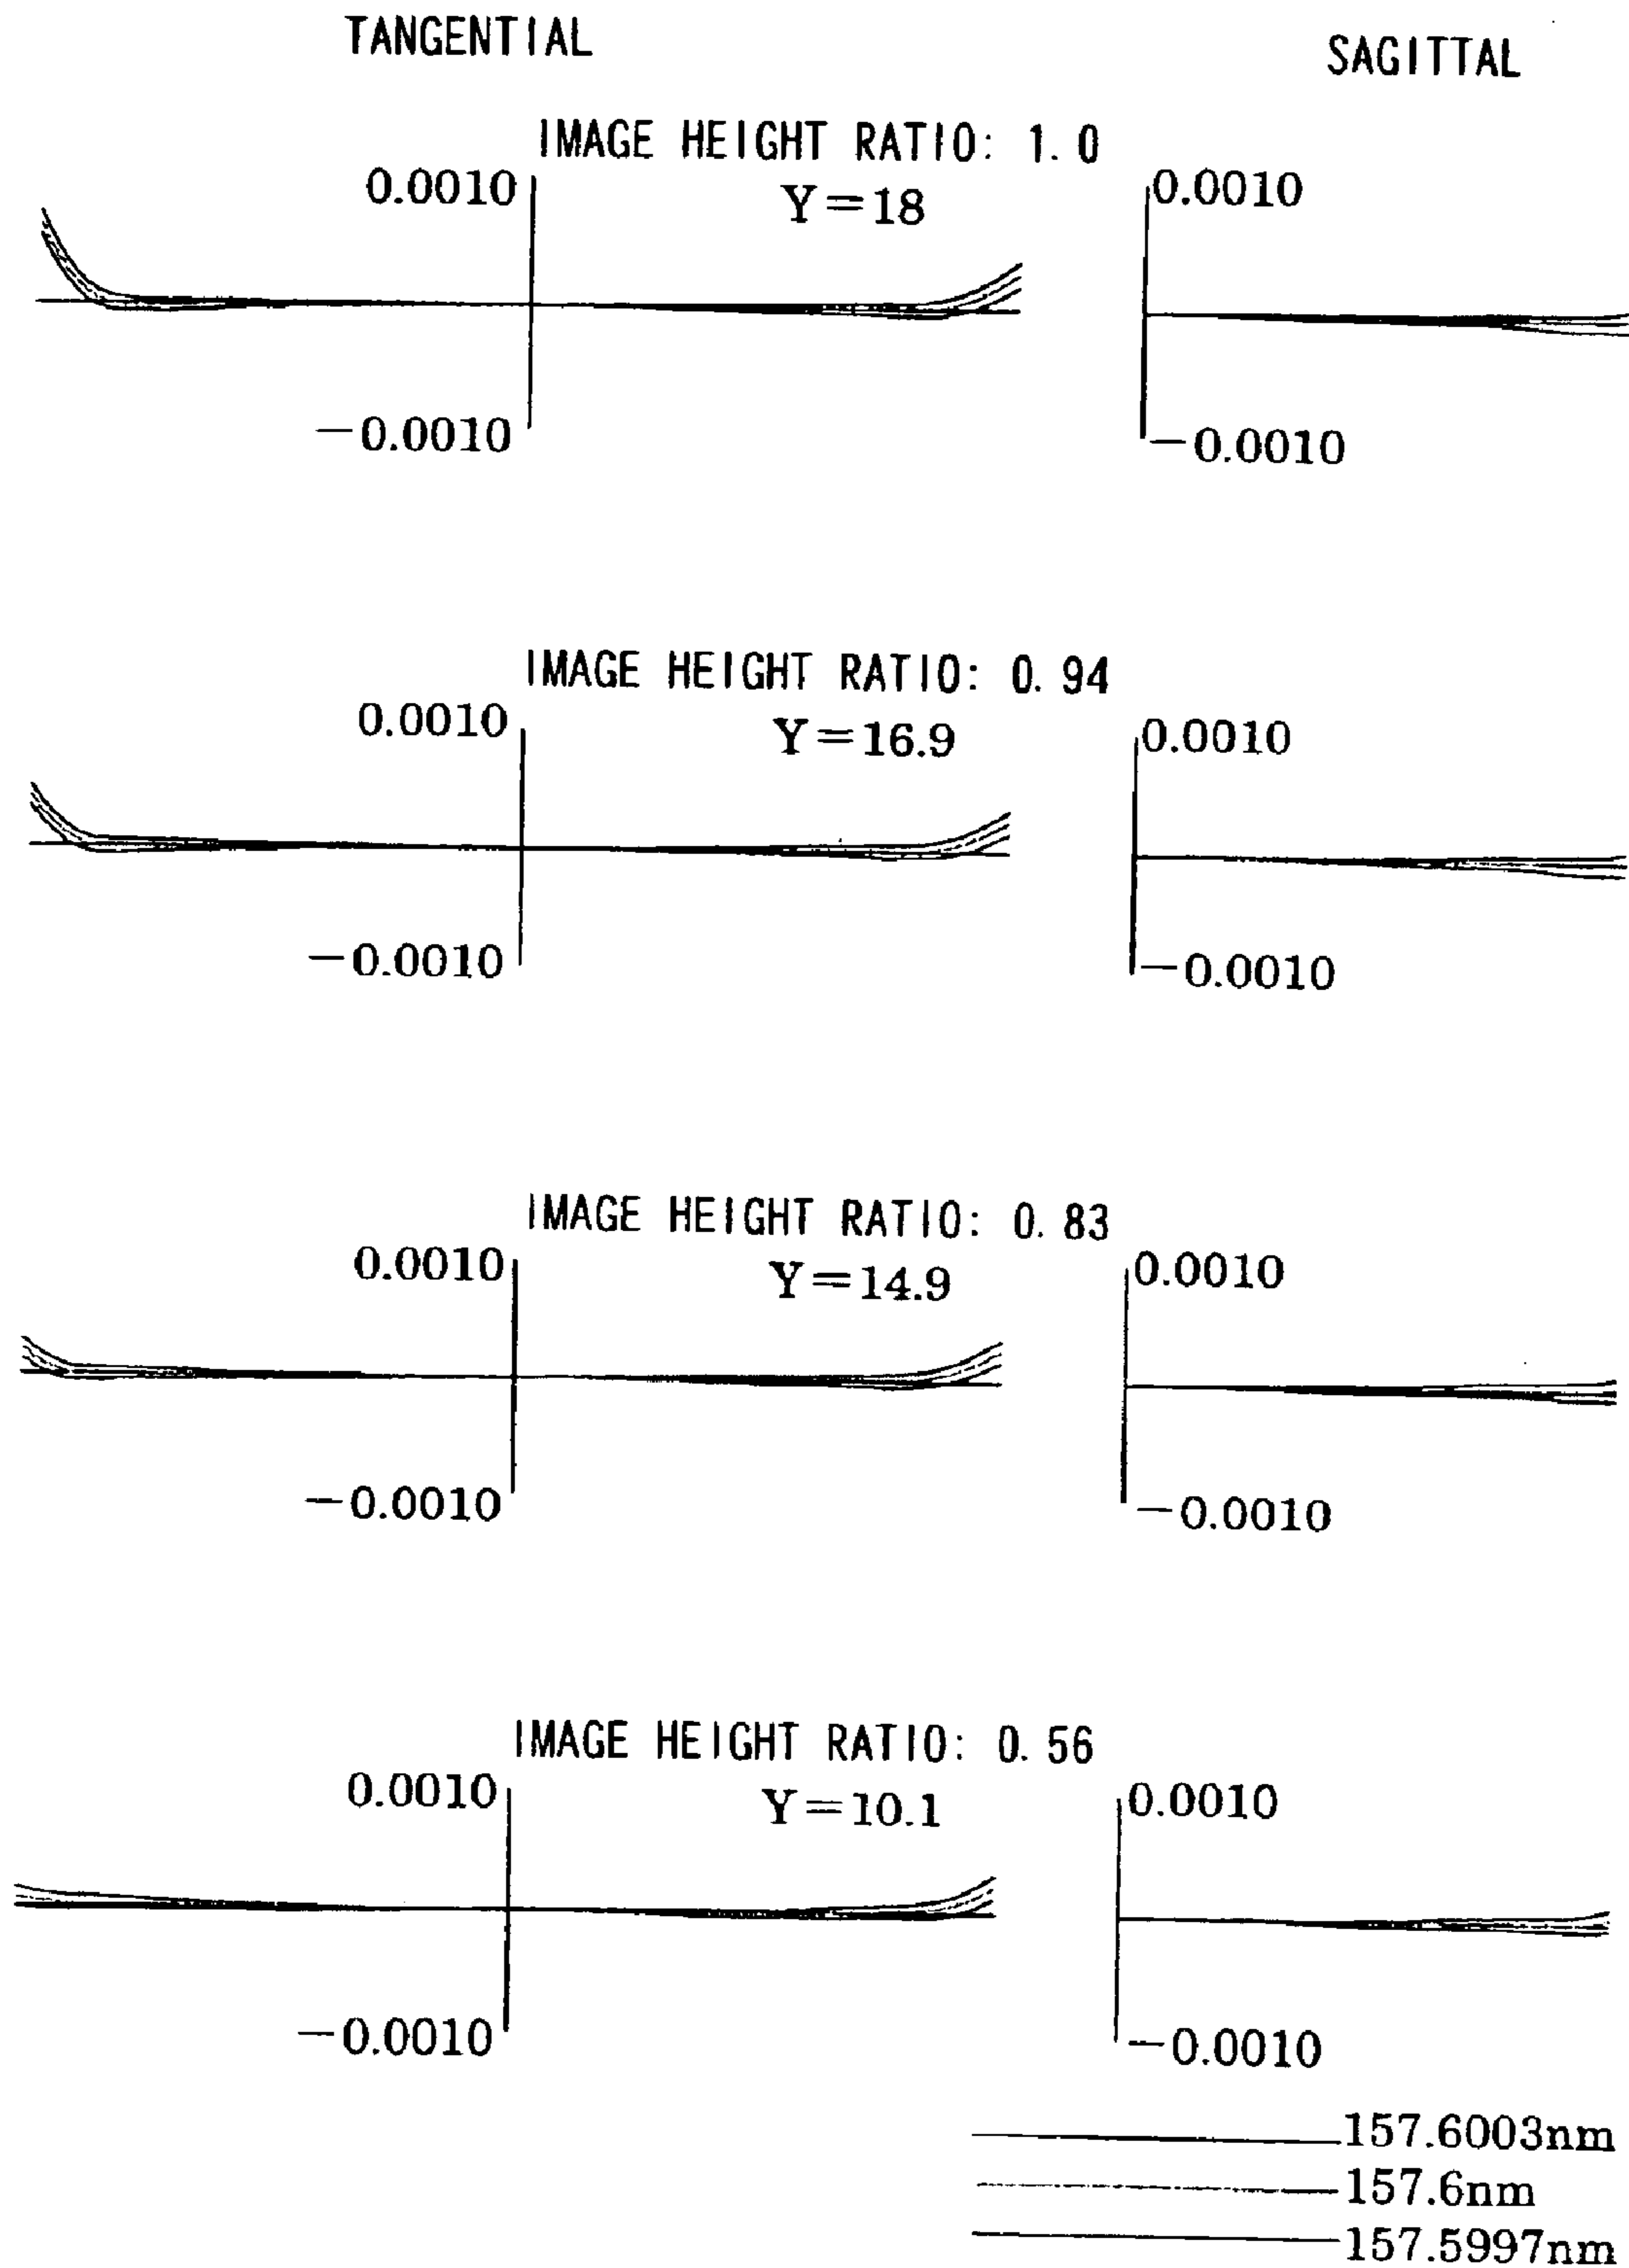 TANGENTIAL
SAGITTAL
IMAGE HEIGHT RATIO: 1.0
0.0010
Y=18
0.0010
−0.0010
−0.0010
IMAGE HEIGHT RATIO: 0.94
0.0010
Y=16.9
0.0010
−0.0010
−0.0010
IMAGE HEIGHT RATIO: 0.83
0.0010
Y=14.9
0.0010
−0.0010
−0.0010
IMAGE HEIGHT RATIO: 0.56
0.0010
Y=10.1
0.0010
−0.0010
−0.0010
157.6003nm
157.6nm
157.5997nm